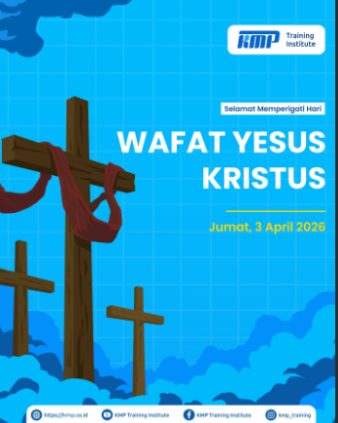 KMP Training
Institute
Selamat Memperigati Hari
WAFAT YESUS
KRISTUS
Jumat, 3 April 2026
https://kmp.co.id
KMP Training Institute
KMP Training Institute
kmp_training